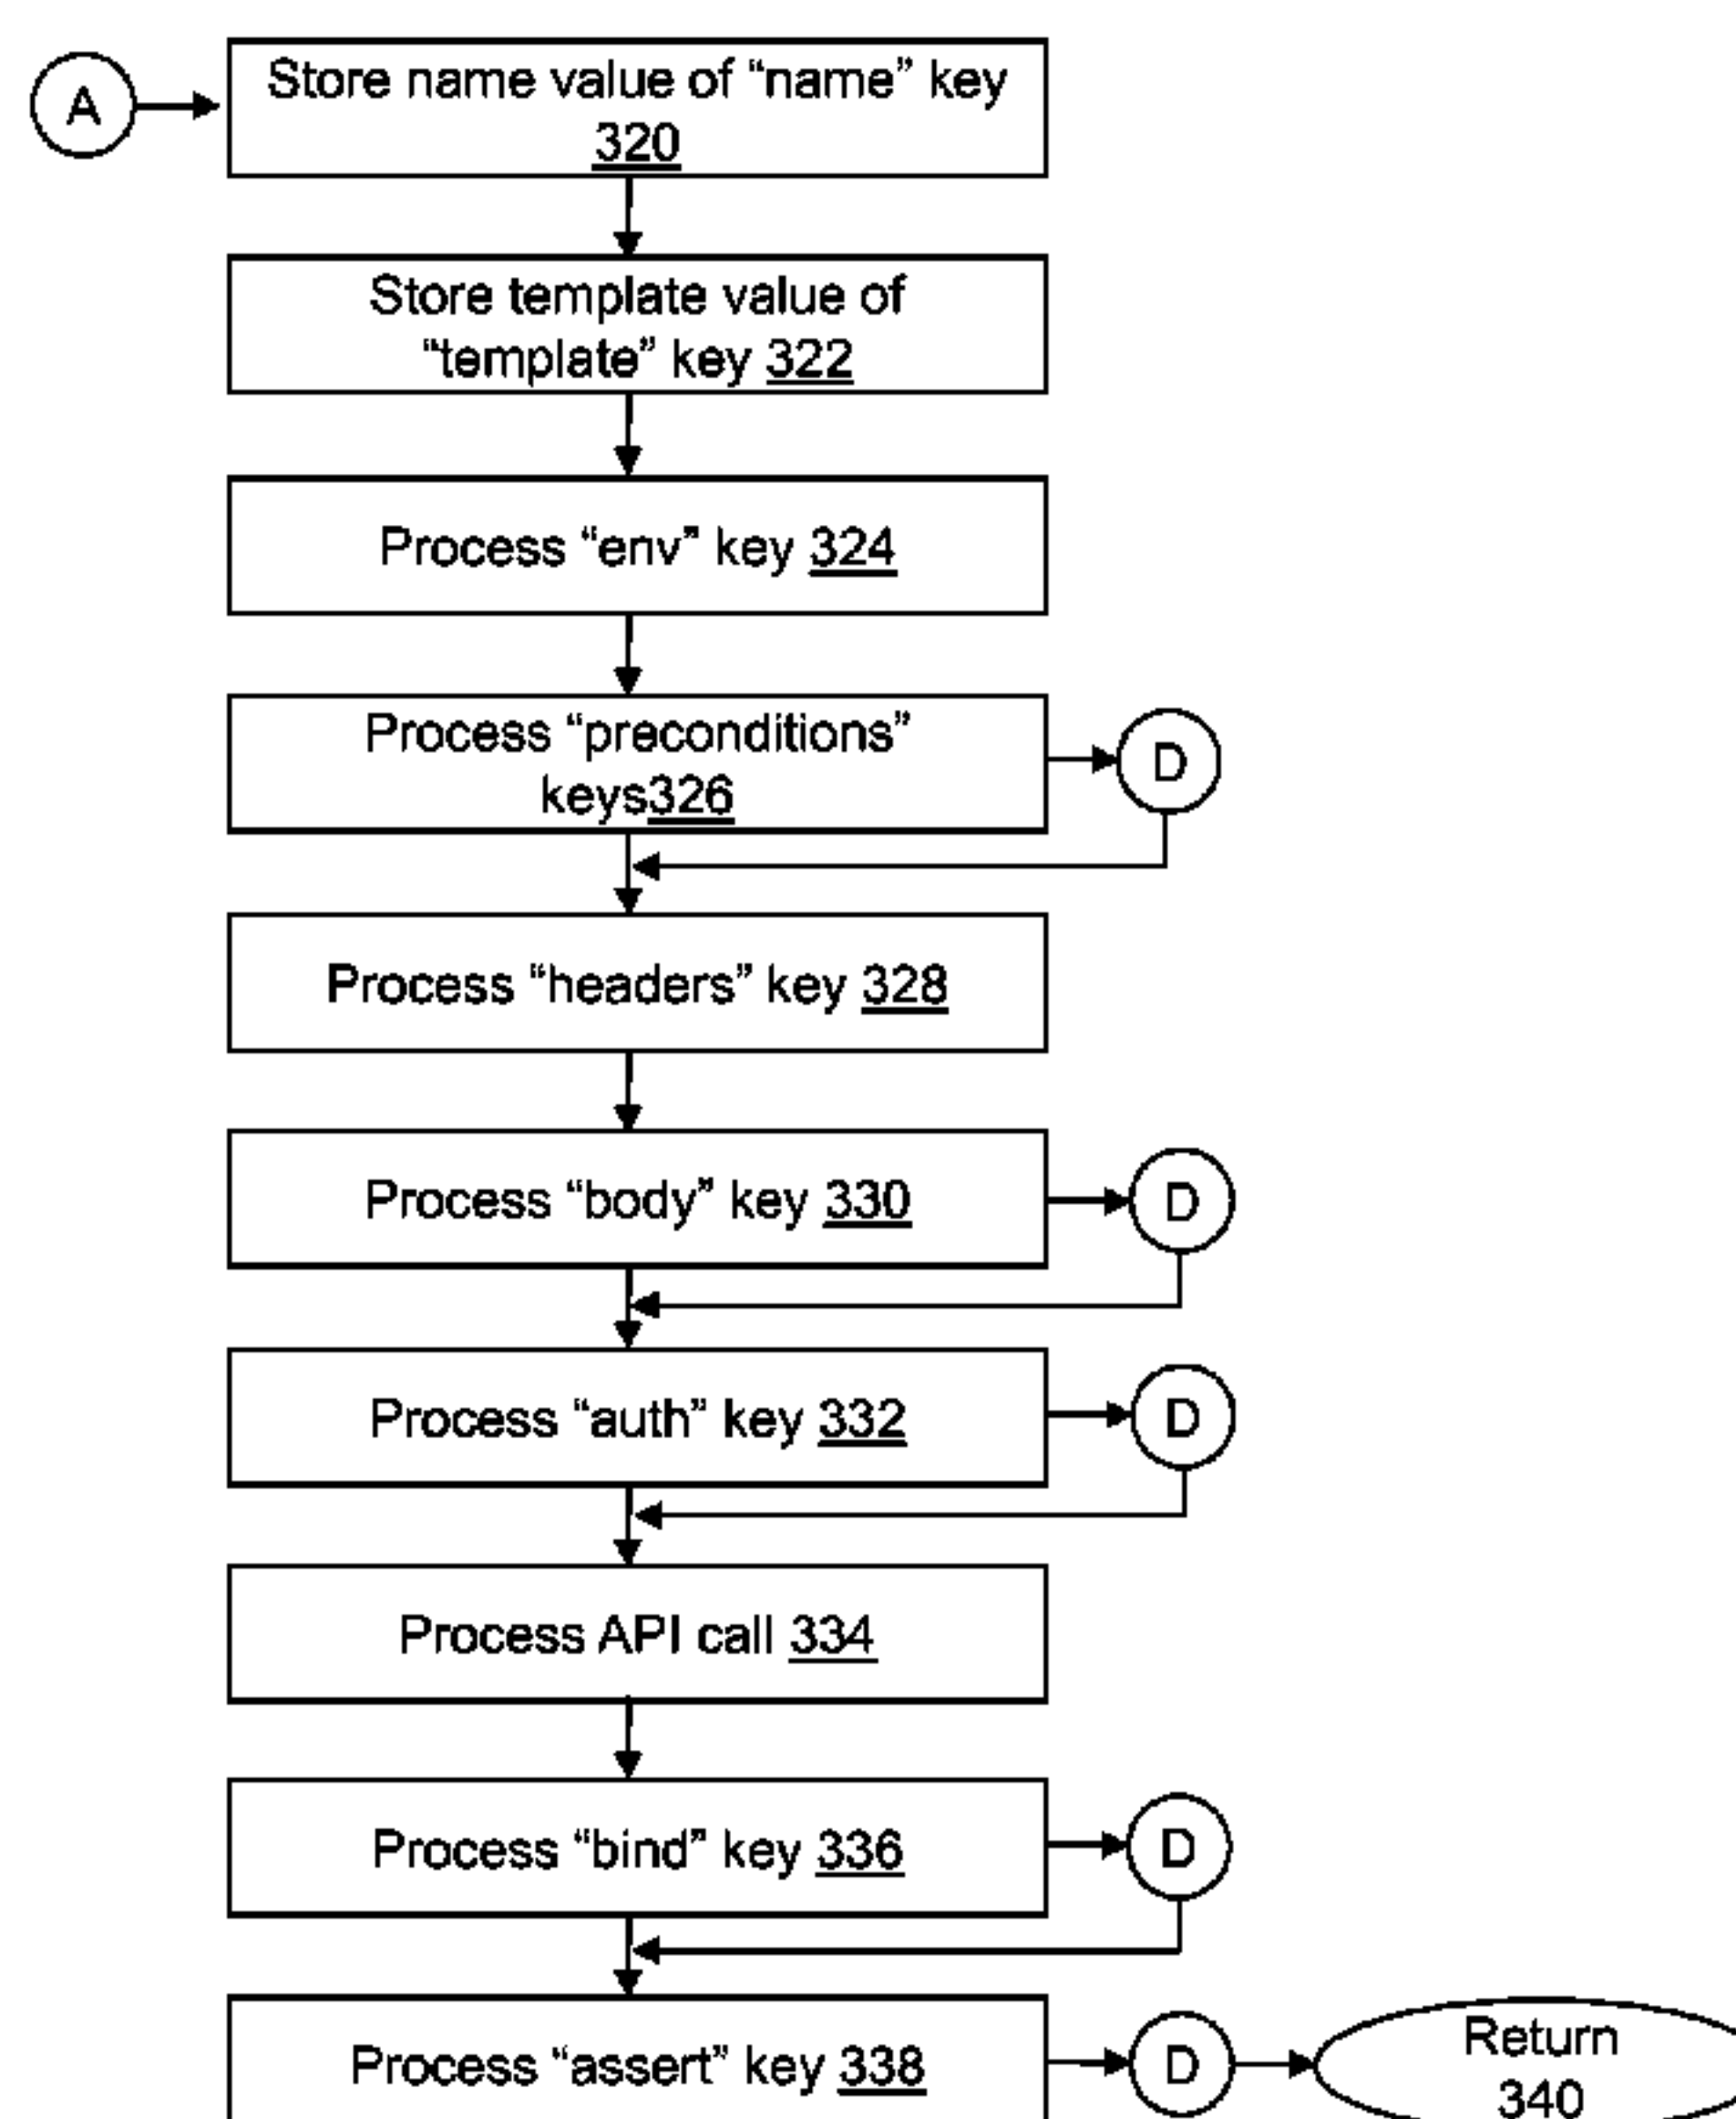 A
Store name value of “name” key
320
Store template value of
“template” key 322
Process “env” key 324
Process “preconditions”
keys326
D
Process “headers” key 328
Process “body” key 330
D
Process “auth” key 332
D
Process API call 334
Process “bind” key 336
D
Process “assert” key 338
D
Return
340